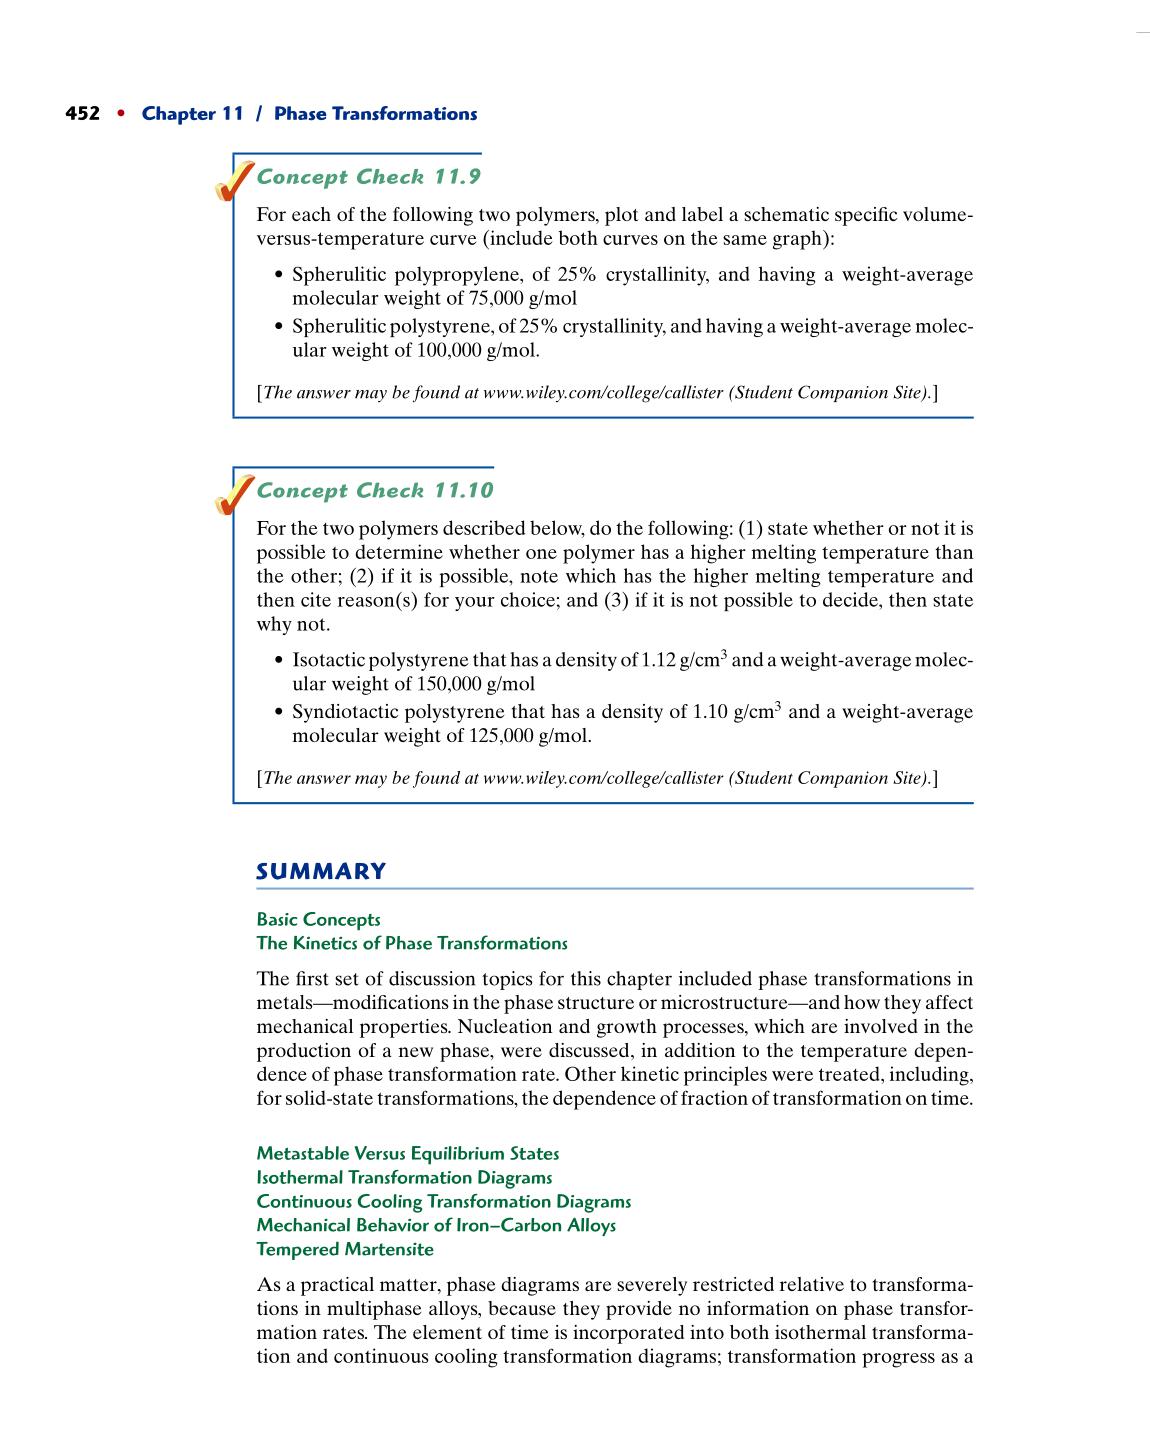 452 • Chapter 11 / Phase Transformations
Concept Check 11.9
For each of the following two polymers, plot and label a schematic specific volume-
versus-temperature curve (include both curves on the same graph):
• Spherulitic polypropylene, of 25% crystallinity, and having a weight-average
molecular weight of 75,000 g/mol
• Spherulitic polystyrene, of 25% crystallinity, and having a weight-average molec-
ular weight of 100,000 g/mol.
[The answer may be found at www.wiley.com/college/callister (Student Companion Site).]
Concept Check 11.10
For the two polymers described below, do the following: (1) state whether or not it is
possible to determine whether one polymer has a higher melting temperature than
the other; (2) if it is possible, note which has the higher melting temperature and
then cite reason(s) for your choice; and (3) if it is not possible to decide, then state
why not.
• Isotactic polystyrene that has a density of 1.12 g/cm³ and a weight-average molec-
ular weight of 150,000 g/mol
• Syndiotactic polystyrene that has a density of 1.10 g/cm³ and a weight-average
molecular weight of 125,000 g/mol.
[The answer may be found at www.wiley.com/college/callister (Student Companion Site).]
SUMMARY
Basic Concepts
The Kinetics of Phase Transformations
The first set of discussion topics for this chapter included phase transformations in
metals—modifications in the phase structure or microstructure—and how they affect
mechanical properties. Nucleation and growth processes, which are involved in the
production of a new phase, were discussed, in addition to the temperature depen-
dence of phase transformation rate. Other kinetic principles were treated, including,
for solid-state transformations, the dependence of fraction of transformation on time.
Metastable Versus Equilibrium States
Isothermal Transformation Diagrams
Continuous Cooling Transformation Diagrams
Mechanical Behavior of Iron–Carbon Alloys
Tempered Martensite
As a practical matter, phase diagrams are severely restricted relative to transforma-
tions in multiphase alloys, because they provide no information on phase transfor-
mation rates. The element of time is incorporated into both isothermal transforma-
tion and continuous cooling transformation diagrams; transformation progress as a